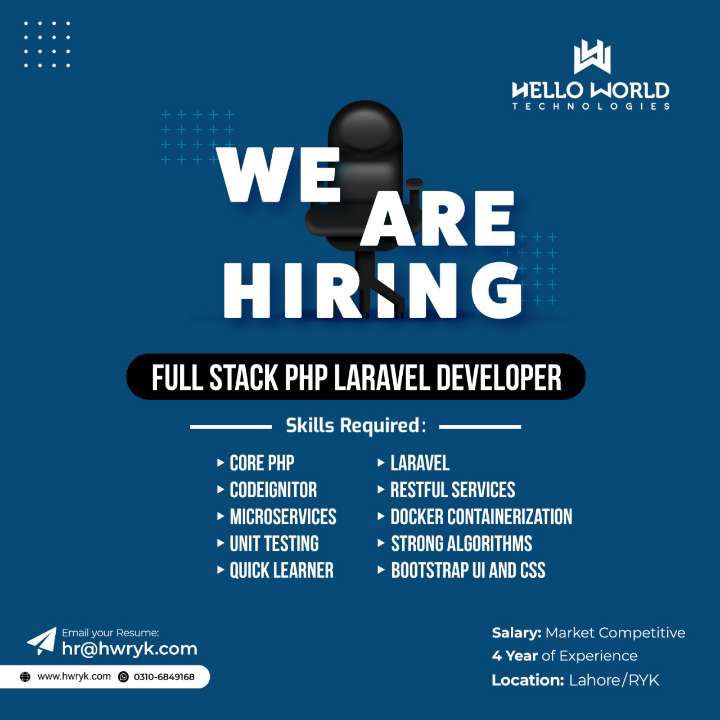 HELLO WORLD
TECHNOLOGIES
WE
ARE
HIRING
FULL STACK PHP LARAVEL DEVELOPER
Skills Required:
CORE PHP
CODEIGNITOR
MICROSERVICES
UNIT TESTING
QUICK LEARNER
LARAVEL
RESTFUL SERVICES
DOCKER CONTAINERIZATION
STRONG ALGORITHMS
BOOTSTRAP UI AND CSS
Email your Resume:
hr@hwryk.com
www.hwryk.com 0310-6849168
Salary: Market Competitive
4 Year of Experience
Location: Lahore/RYK